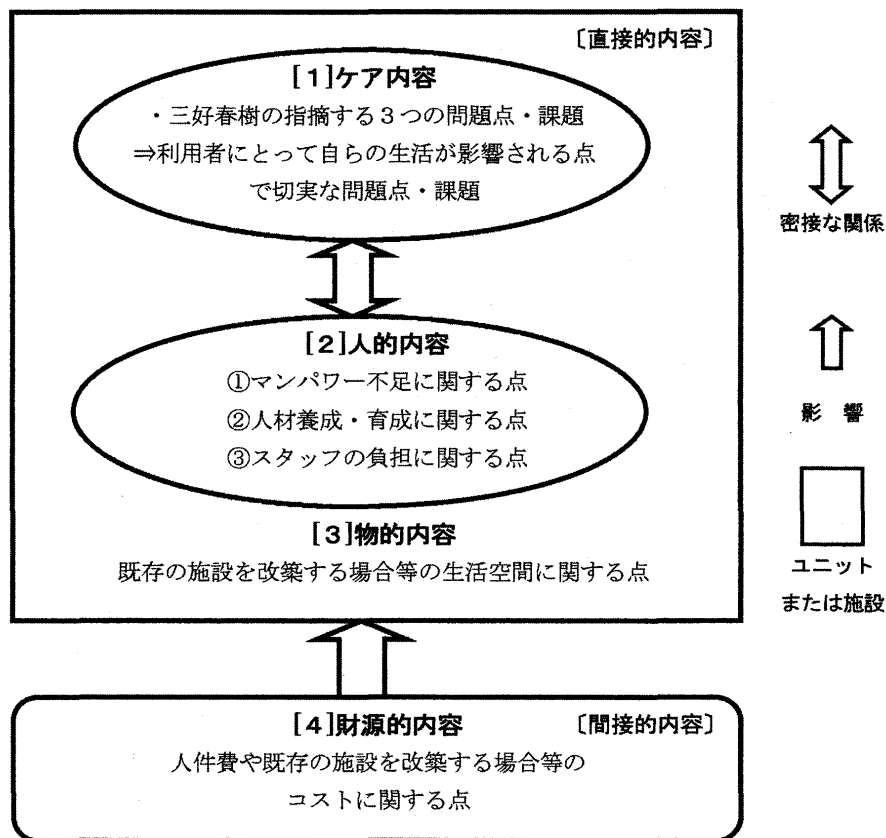 〔直接的内容〕
[1]ケア内容
・三好春樹の指摘する3つの問題点・課題
⇒利用者にとって自らの生活が影響される点
で切実な問題点・課題
[2]人的内容
①マンパワー不足に関する点
②人材養成・育成に関する点
③スタッフの負担に関する点
[3]物的内容
既存の施設を改築する場合等の生活空間に関する点
[4]財源的内容 〔間接的内容〕
人件費や既存の施設を改築する場合等の
コストに関する点
密接な関係
影 響
ユニット
または施設